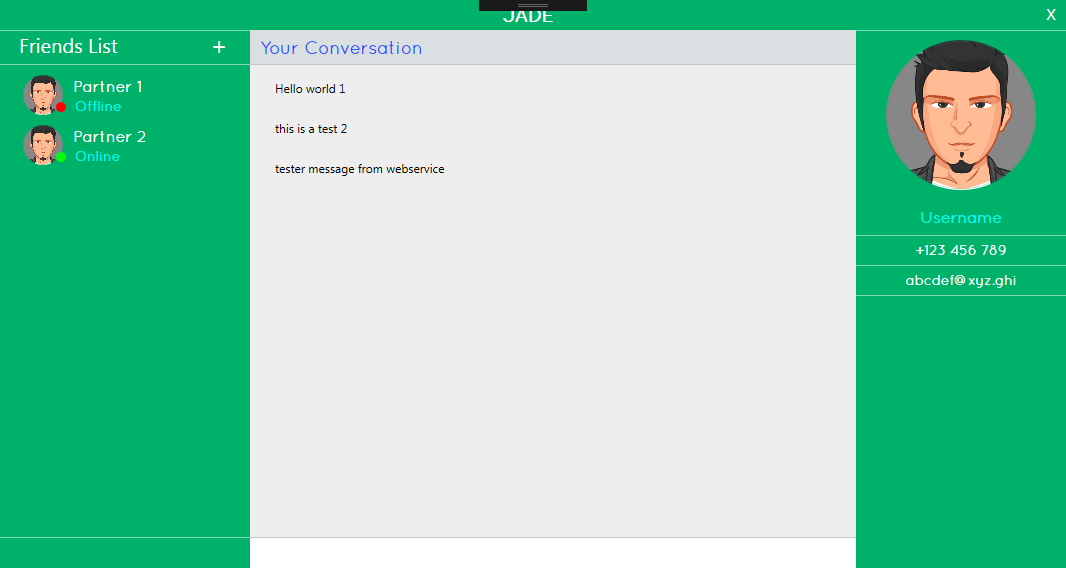 JADE
X
Friends List
+
Partner 1
Offline
Partner 2
Online
Your Conversation
Hello world 1
this is a test 2
tester message from webservice
Username
+123 456 789
abcdef@xyz.ghi